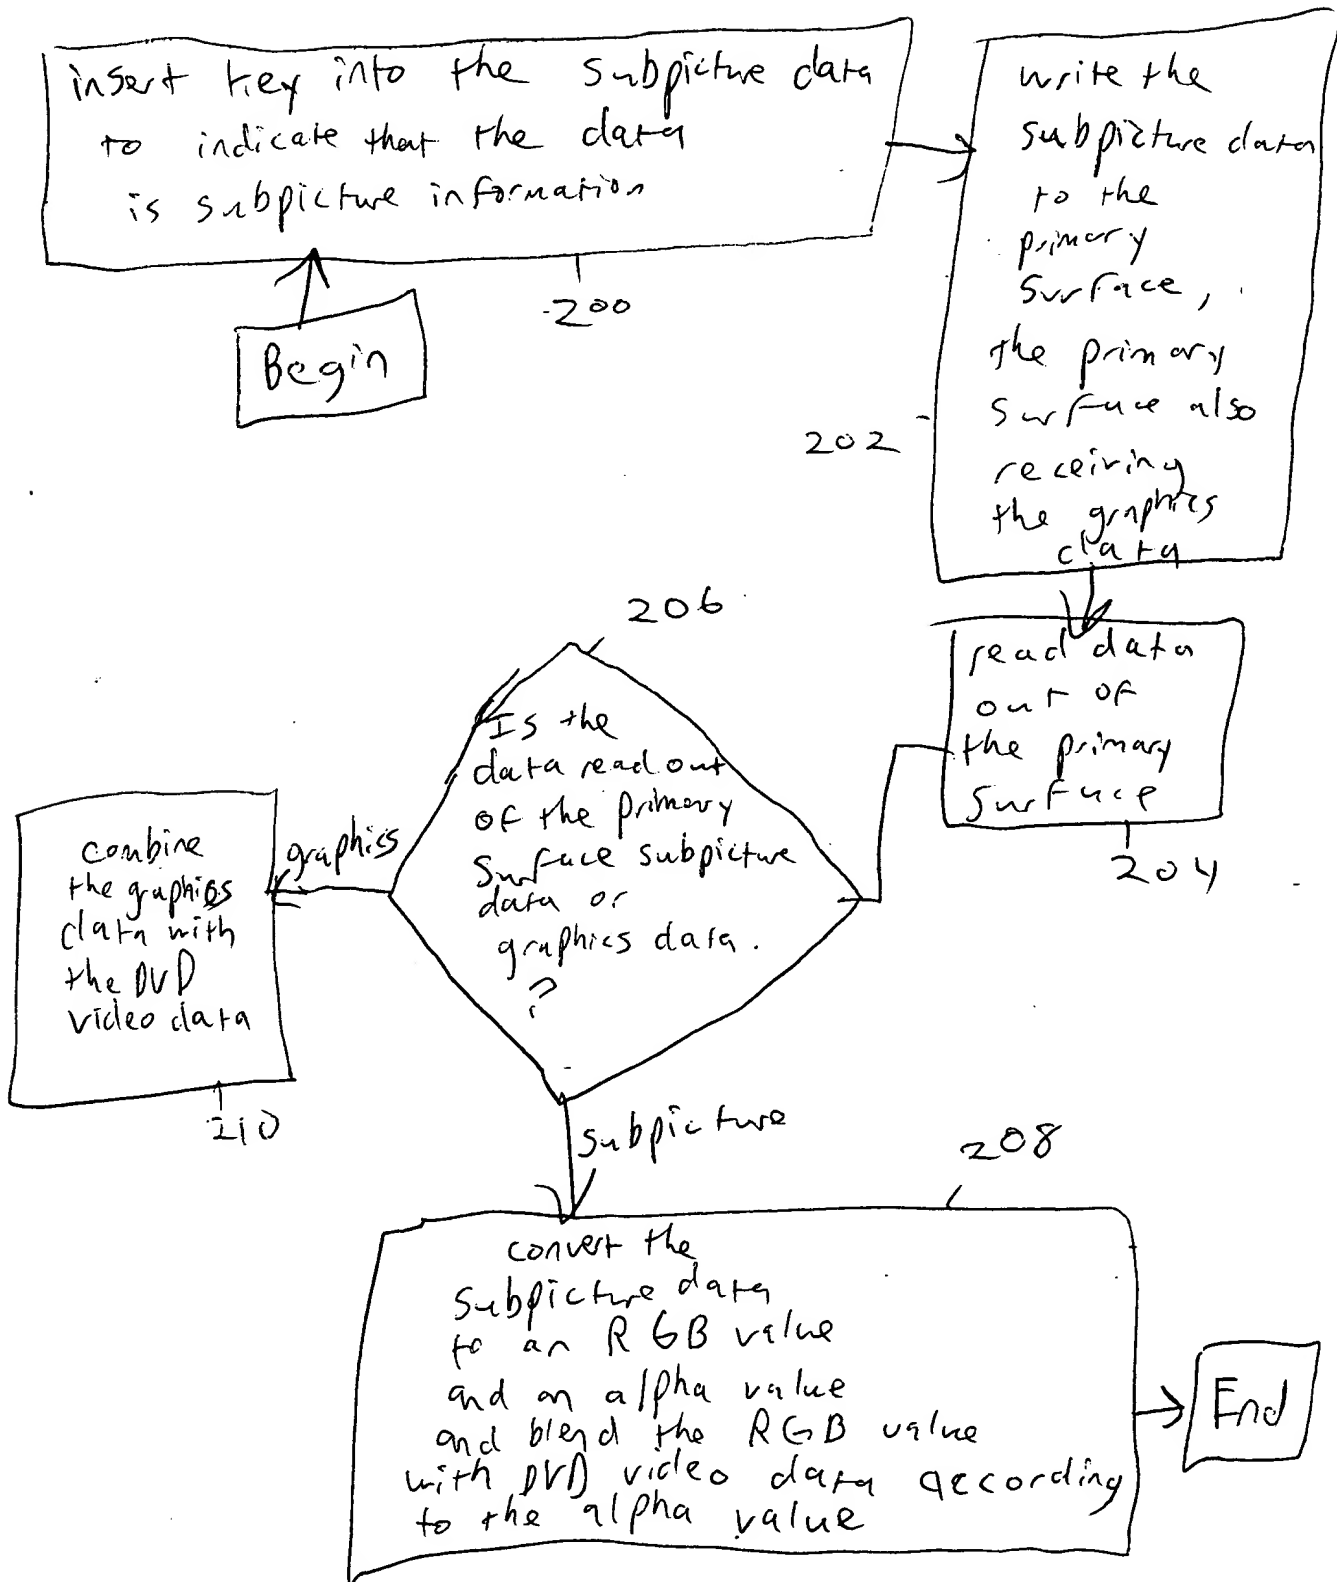 insert key into the subpicture data
to indicate that the data
is subpicture information
200
Begin
write the
subpicture data
to the
primary
surface,
the primary
surface also
receiving
the graphics
data
202
read data
out of
the primary
surface
204
206
Is the
data read out
of the primary
surface subpicture
data or
graphics data.
?
graphics
combine
the graphics
data with
the DVD
video data
210
subpicture
208
convert the
subpicture data
to an RGB value
and an alpha value
and blend the RGB value
with DVD video data according
to the alpha value
End